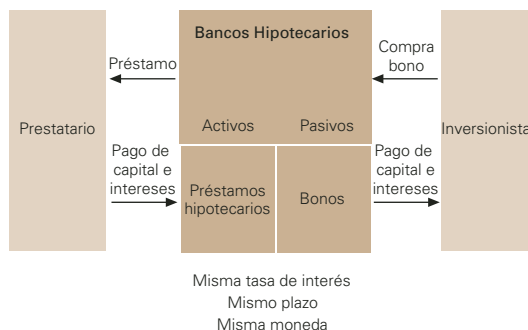 Bancos Hipotecarios
Préstamo
Compra
bono
Prestatario
Activos
Pasivos
Inversionista
Pago de
capital e
intereses
Préstamos
hipotecarios
Bonos
Pago de
capital e
intereses
Misma tasa de interés
Mismo plazo
Misma moneda